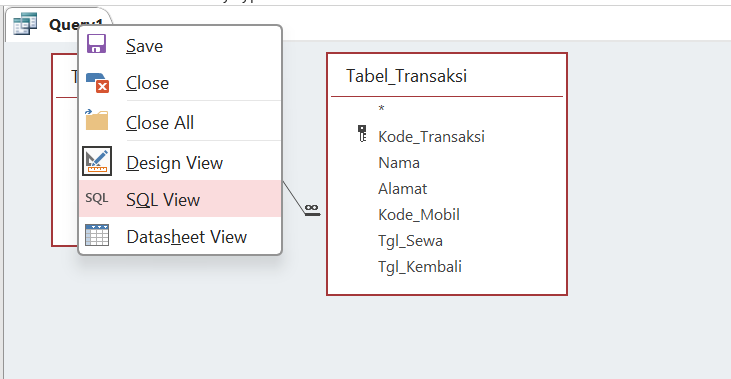 Query1
Save
Close
Close All
Design View
SQL SQL View
Datasheet View
Tabel_Transaksi
*
Kode_Transaksi
Nama
Alamat
Kode_Mobil
Tgl_Sewa
Tgl_Kembali